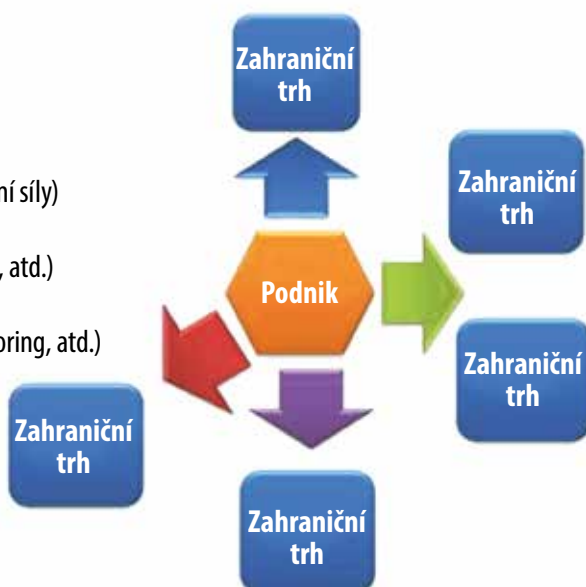 Zahraniční
trh
Zahraniční
trh
ní síly)
, atd.)
Podnik
oring, atd.)
Zahraniční
trh
Zahraniční
trh
Zahraniční
trh